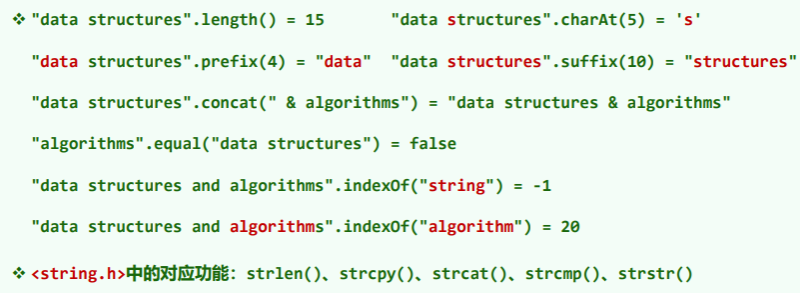 ❖ "data structures".length() = 15 "data structures".charAt(5) = 's'
"data structures".prefix(4) = "data" "data structures".suffix(10) = "structures"
"data structures".concat(" & algorithms") = "data structures & algorithms"
"algorithms".equal("data structures") = false
"data structures and algorithms".indexOf("string") = -1
"data structures and algorithms".indexOf("algorithm") = 20
❖ <string.h>中的对应功能：strlen()、strcpy()、strcat()、strcmp()、strstr()